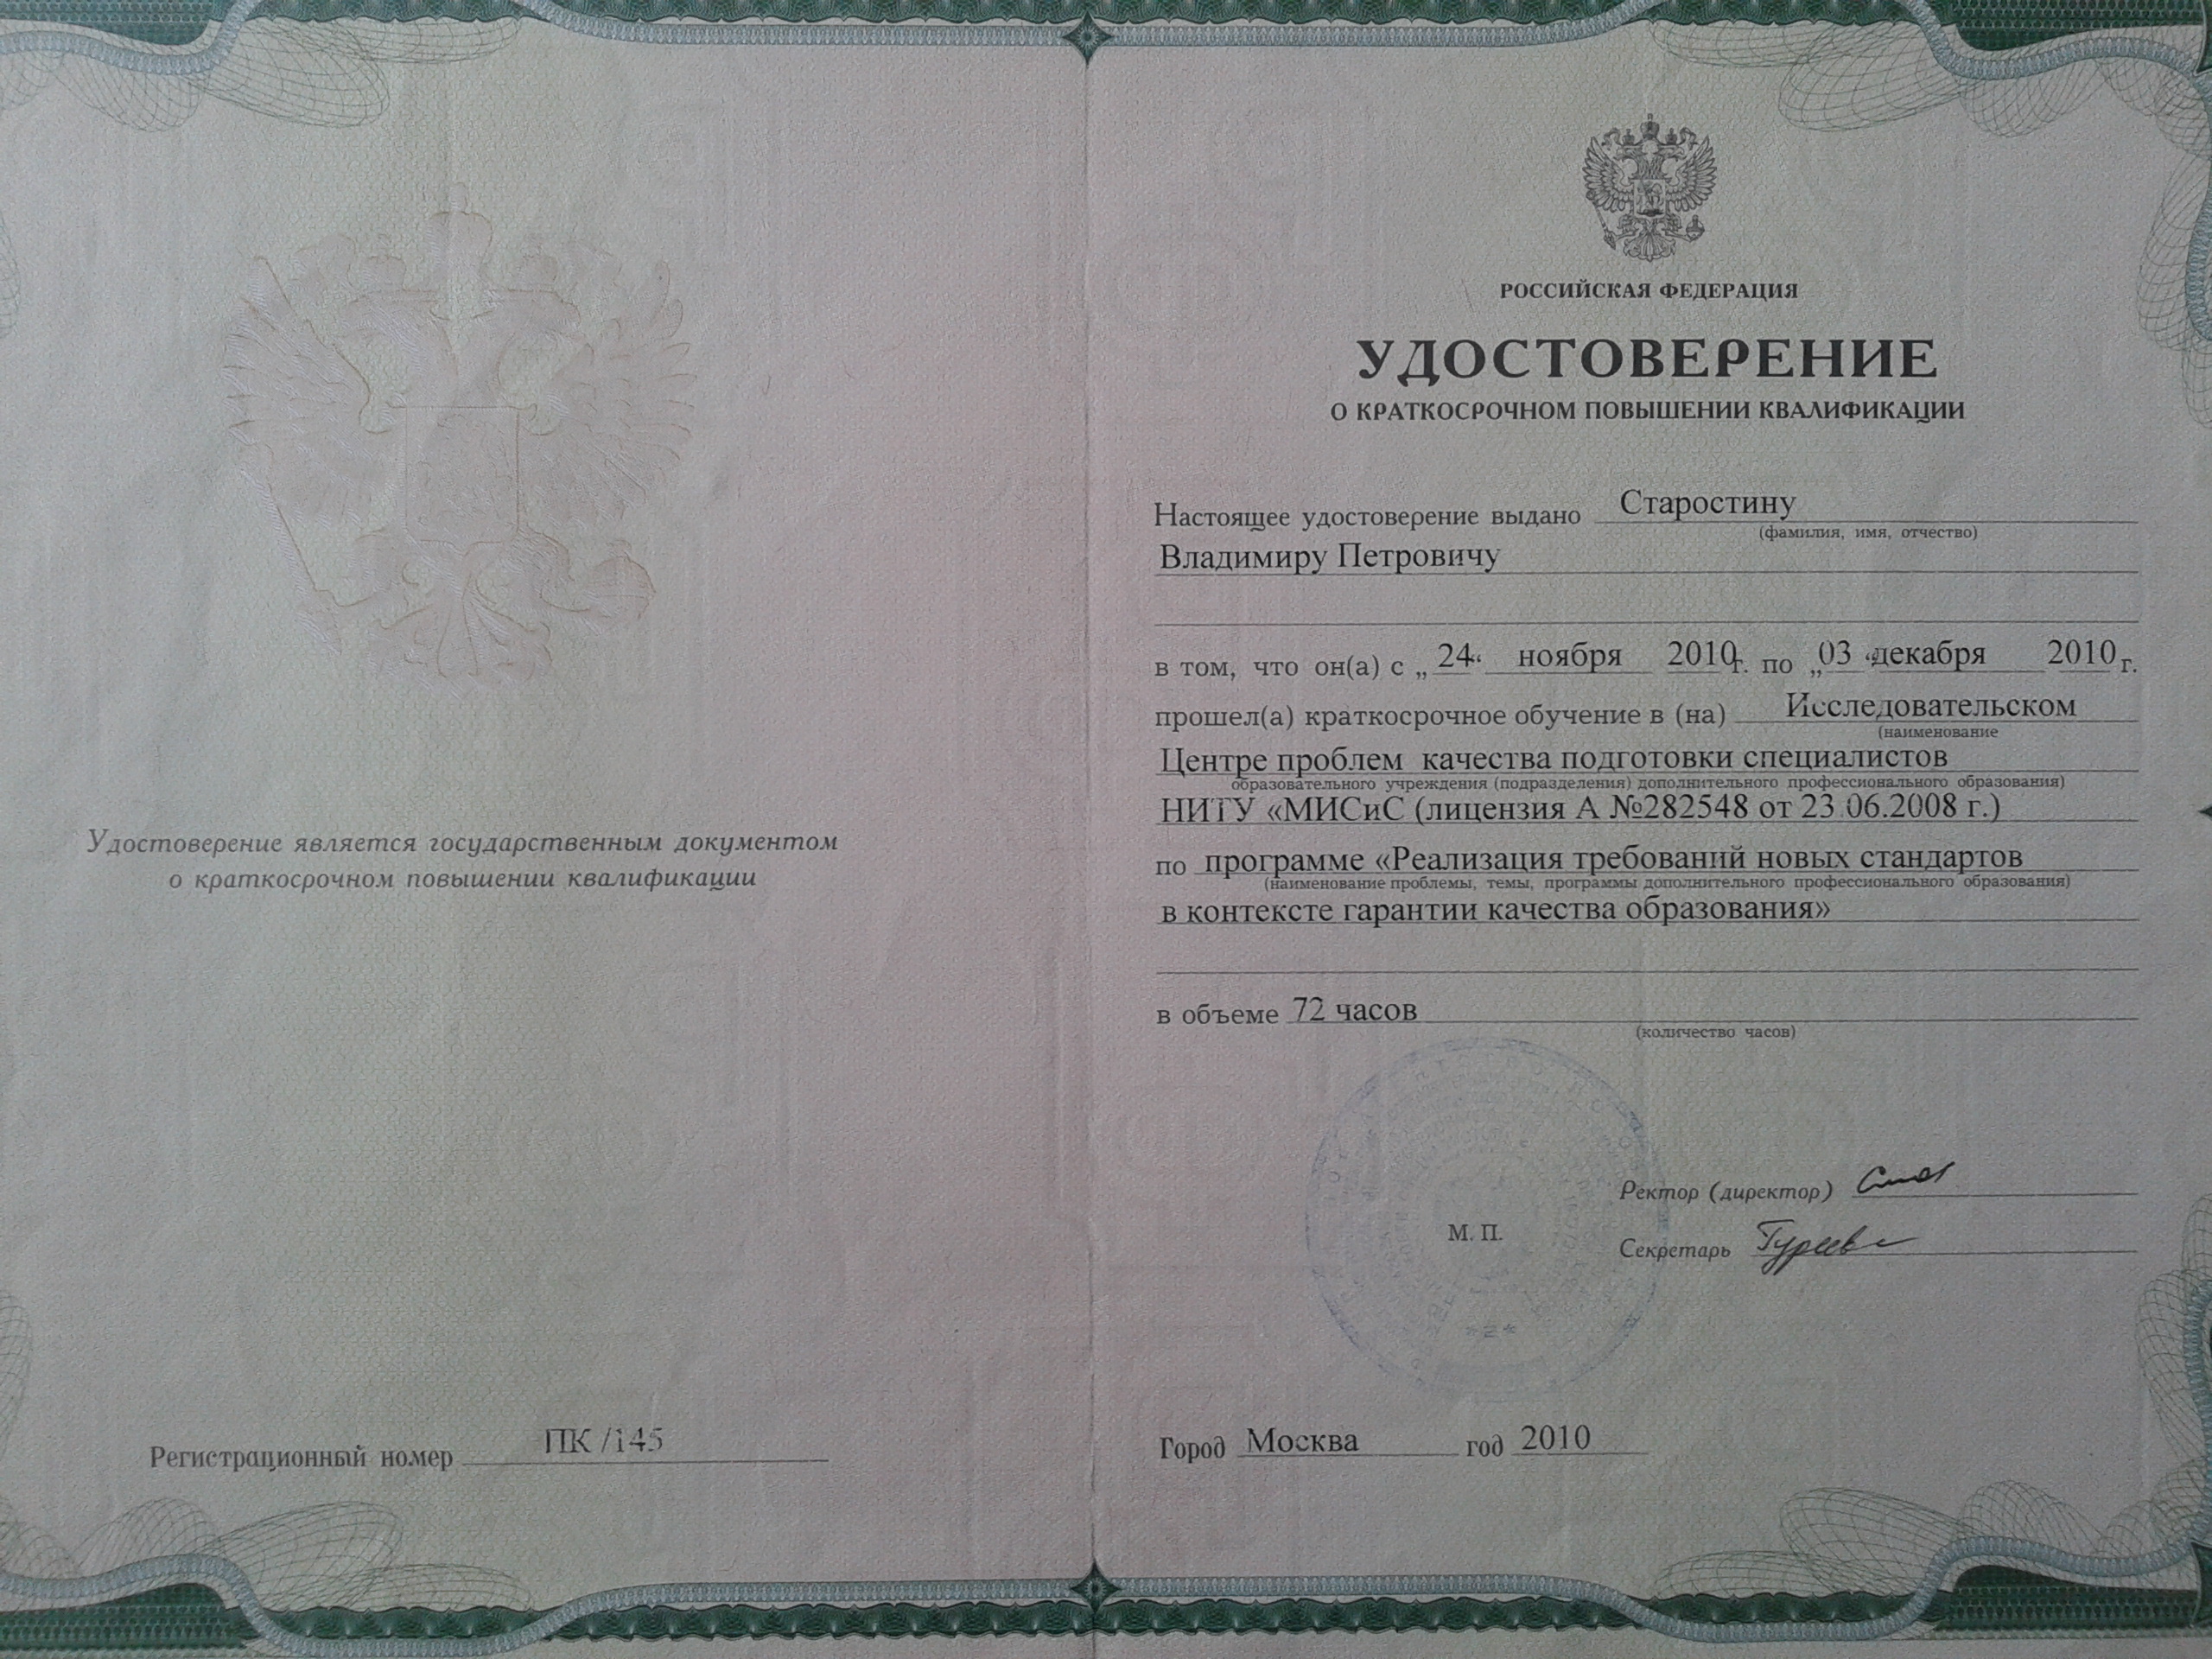 Удостоверение является государственным документом
о краткосрочном повышении квалификации
Регистрационный номер ПК /145
РОССИЙСКАЯ ФЕДЕРАЦИЯ
УДОСТОВЕРЕНИЕ
О КРАТКОСРОЧНОМ ПОВЫШЕНИИ КВАЛИФИКАЦИИ
Настоящее удостоверение выдано Старостину
(фамилия, имя, отчество)
Владимиру Петровичу
в том, что он(а) с „24“ ноября 2010г. по „03“ декабря 2010г.
прошел(а) краткосрочное обучение в (на) Исследовательском
(наименование
Центре проблем качества подготовки специалистов
образовательного учреждения (подразделения) дополнительного профессионального образования)
НИТУ «МИСиС (лицензия А №282548 от 23.06.2008 г.)
по программе «Реализация требований новых стандартов
(наименование проблемы, темы, программы дополнительного профессионального образования)
в контексте гарантии качества образования»
в объеме 72 часов
(количество часов)
Ректор (директор)
М. П.
Секретарь
Город Москва год 2010